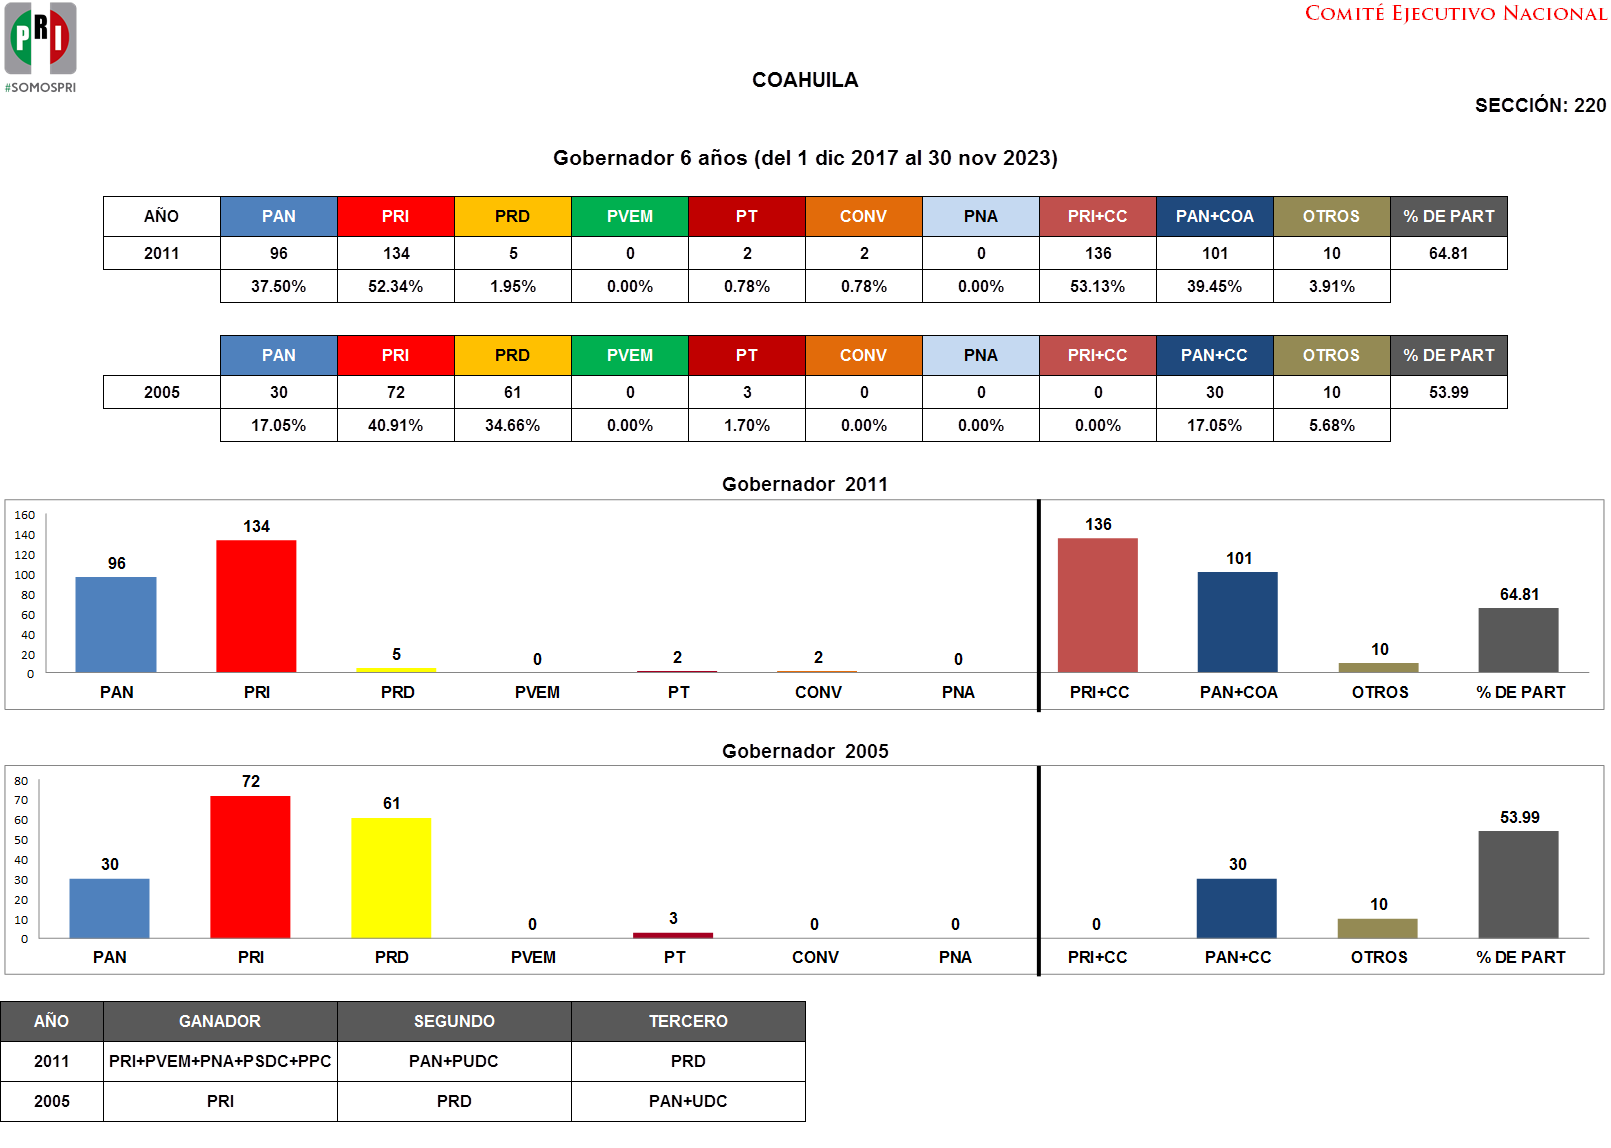 PRI
#SOMOSPRI
COMITÉ EJECUTIVO NACIONAL
COAHUILA
SECCIÓN: 220
Gobernador 6 años (del 1 dic 2017 al 30 nov 2023)
AÑO PAN PRI PRD PVEM PT CONV PNA PRI+CC PAN+COA OTROS % DE PART
2011 96 134 5 0 2 2 0 136 101 10 64.81
37.50% 52.34% 1.95% 0.00% 0.78% 0.78% 0.00% 53.13% 39.45% 3.91%
PAN PRI PRD PVEM PT CONV PNA PRI+CC PAN+CC OTROS % DE PART
2005 30 72 61 0 3 0 0 0 30 10 53.99
17.05% 40.91% 34.66% 0.00% 1.70% 0.00% 0.00% 0.00% 17.05% 5.68%
Gobernador 2011
160
140
120
100
80
60
40
20
0
96 134 5 0 2 2 0 136 101 10 64.81
PAN PRI PRD PVEM PT CONV PNA PRI+CC PAN+COA OTROS % DE PART
Gobernador 2005
80
70
60
50
40
30
20
10
0
30 72 61 0 3 0 0 0 30 10 53.99
PAN PRI PRD PVEM PT CONV PNA PRI+CC PAN+CC OTROS % DE PART
AÑO GANADOR SEGUNDO TERCERO
2011 PRI+PVEM+PNA+PSDC+PPC PAN+PUDC PRD
2005 PRI PRD PAN+UDC